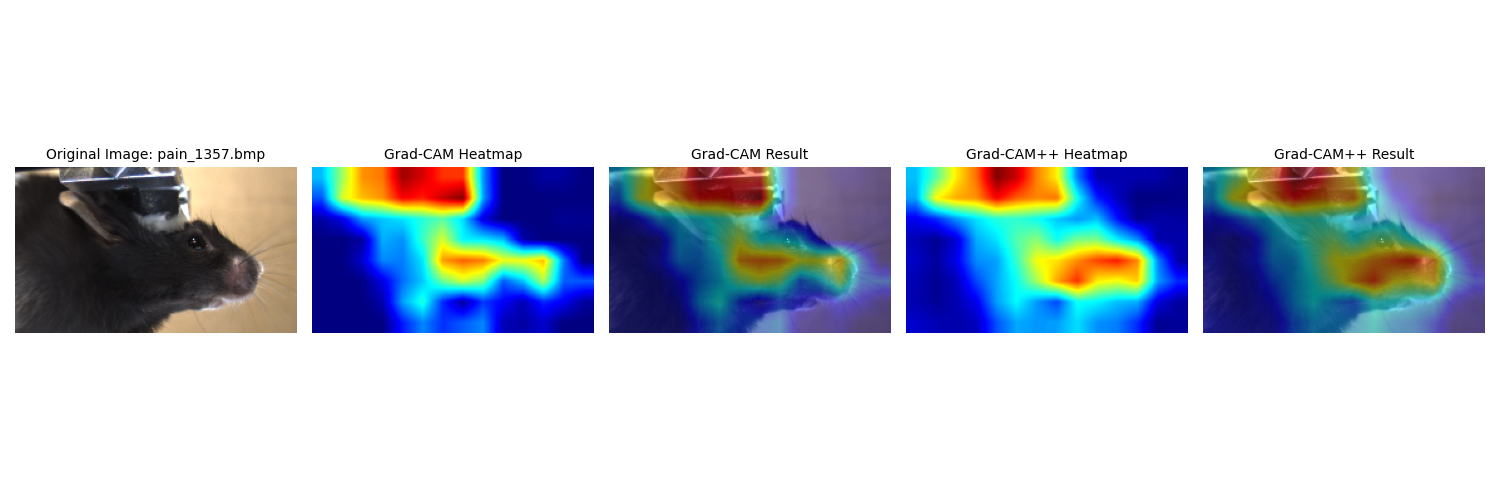 Original Image: pain_1357.bmp
Grad-CAM Heatmap
Grad-CAM Result
Grad-CAM++ Heatmap
Grad-CAM++ Result